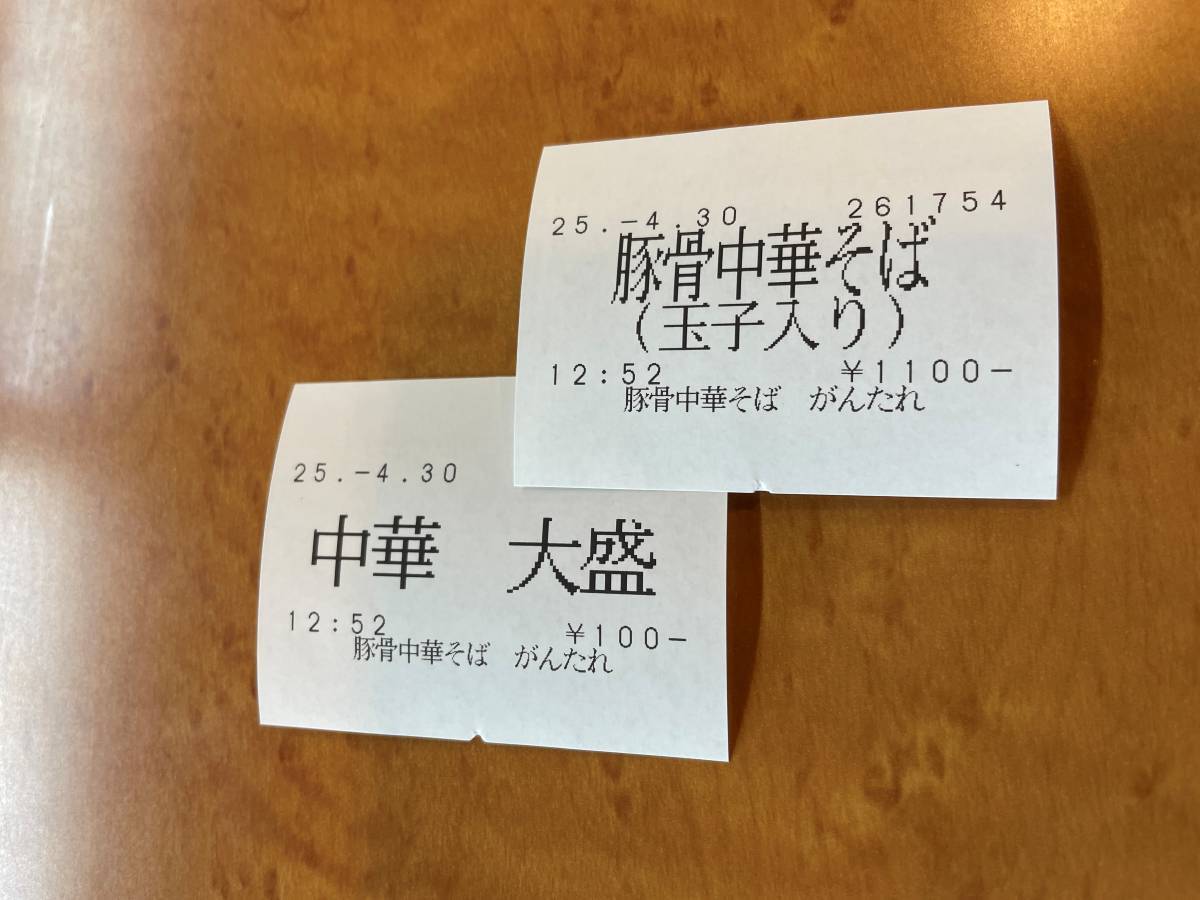 25.-4.30 261754
豚骨中華そば
(玉子入り)
12:52 ¥1100-
豚骨中華そば がんたれ
25.-4.30
中華 大盛
12:52 ¥100-
豚骨中華そば がんたれ